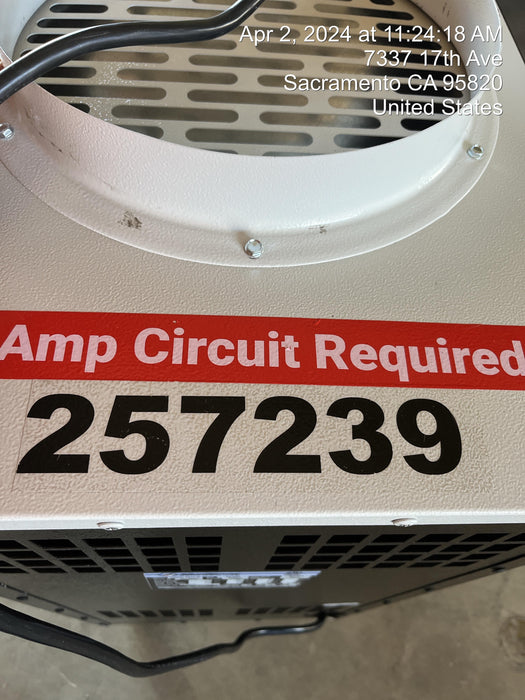 Apr 2, 2024 at 11:24:18 AM
7337 17th Ave
Sacramento CA 95820
United States
Amp Circuit Required
257239